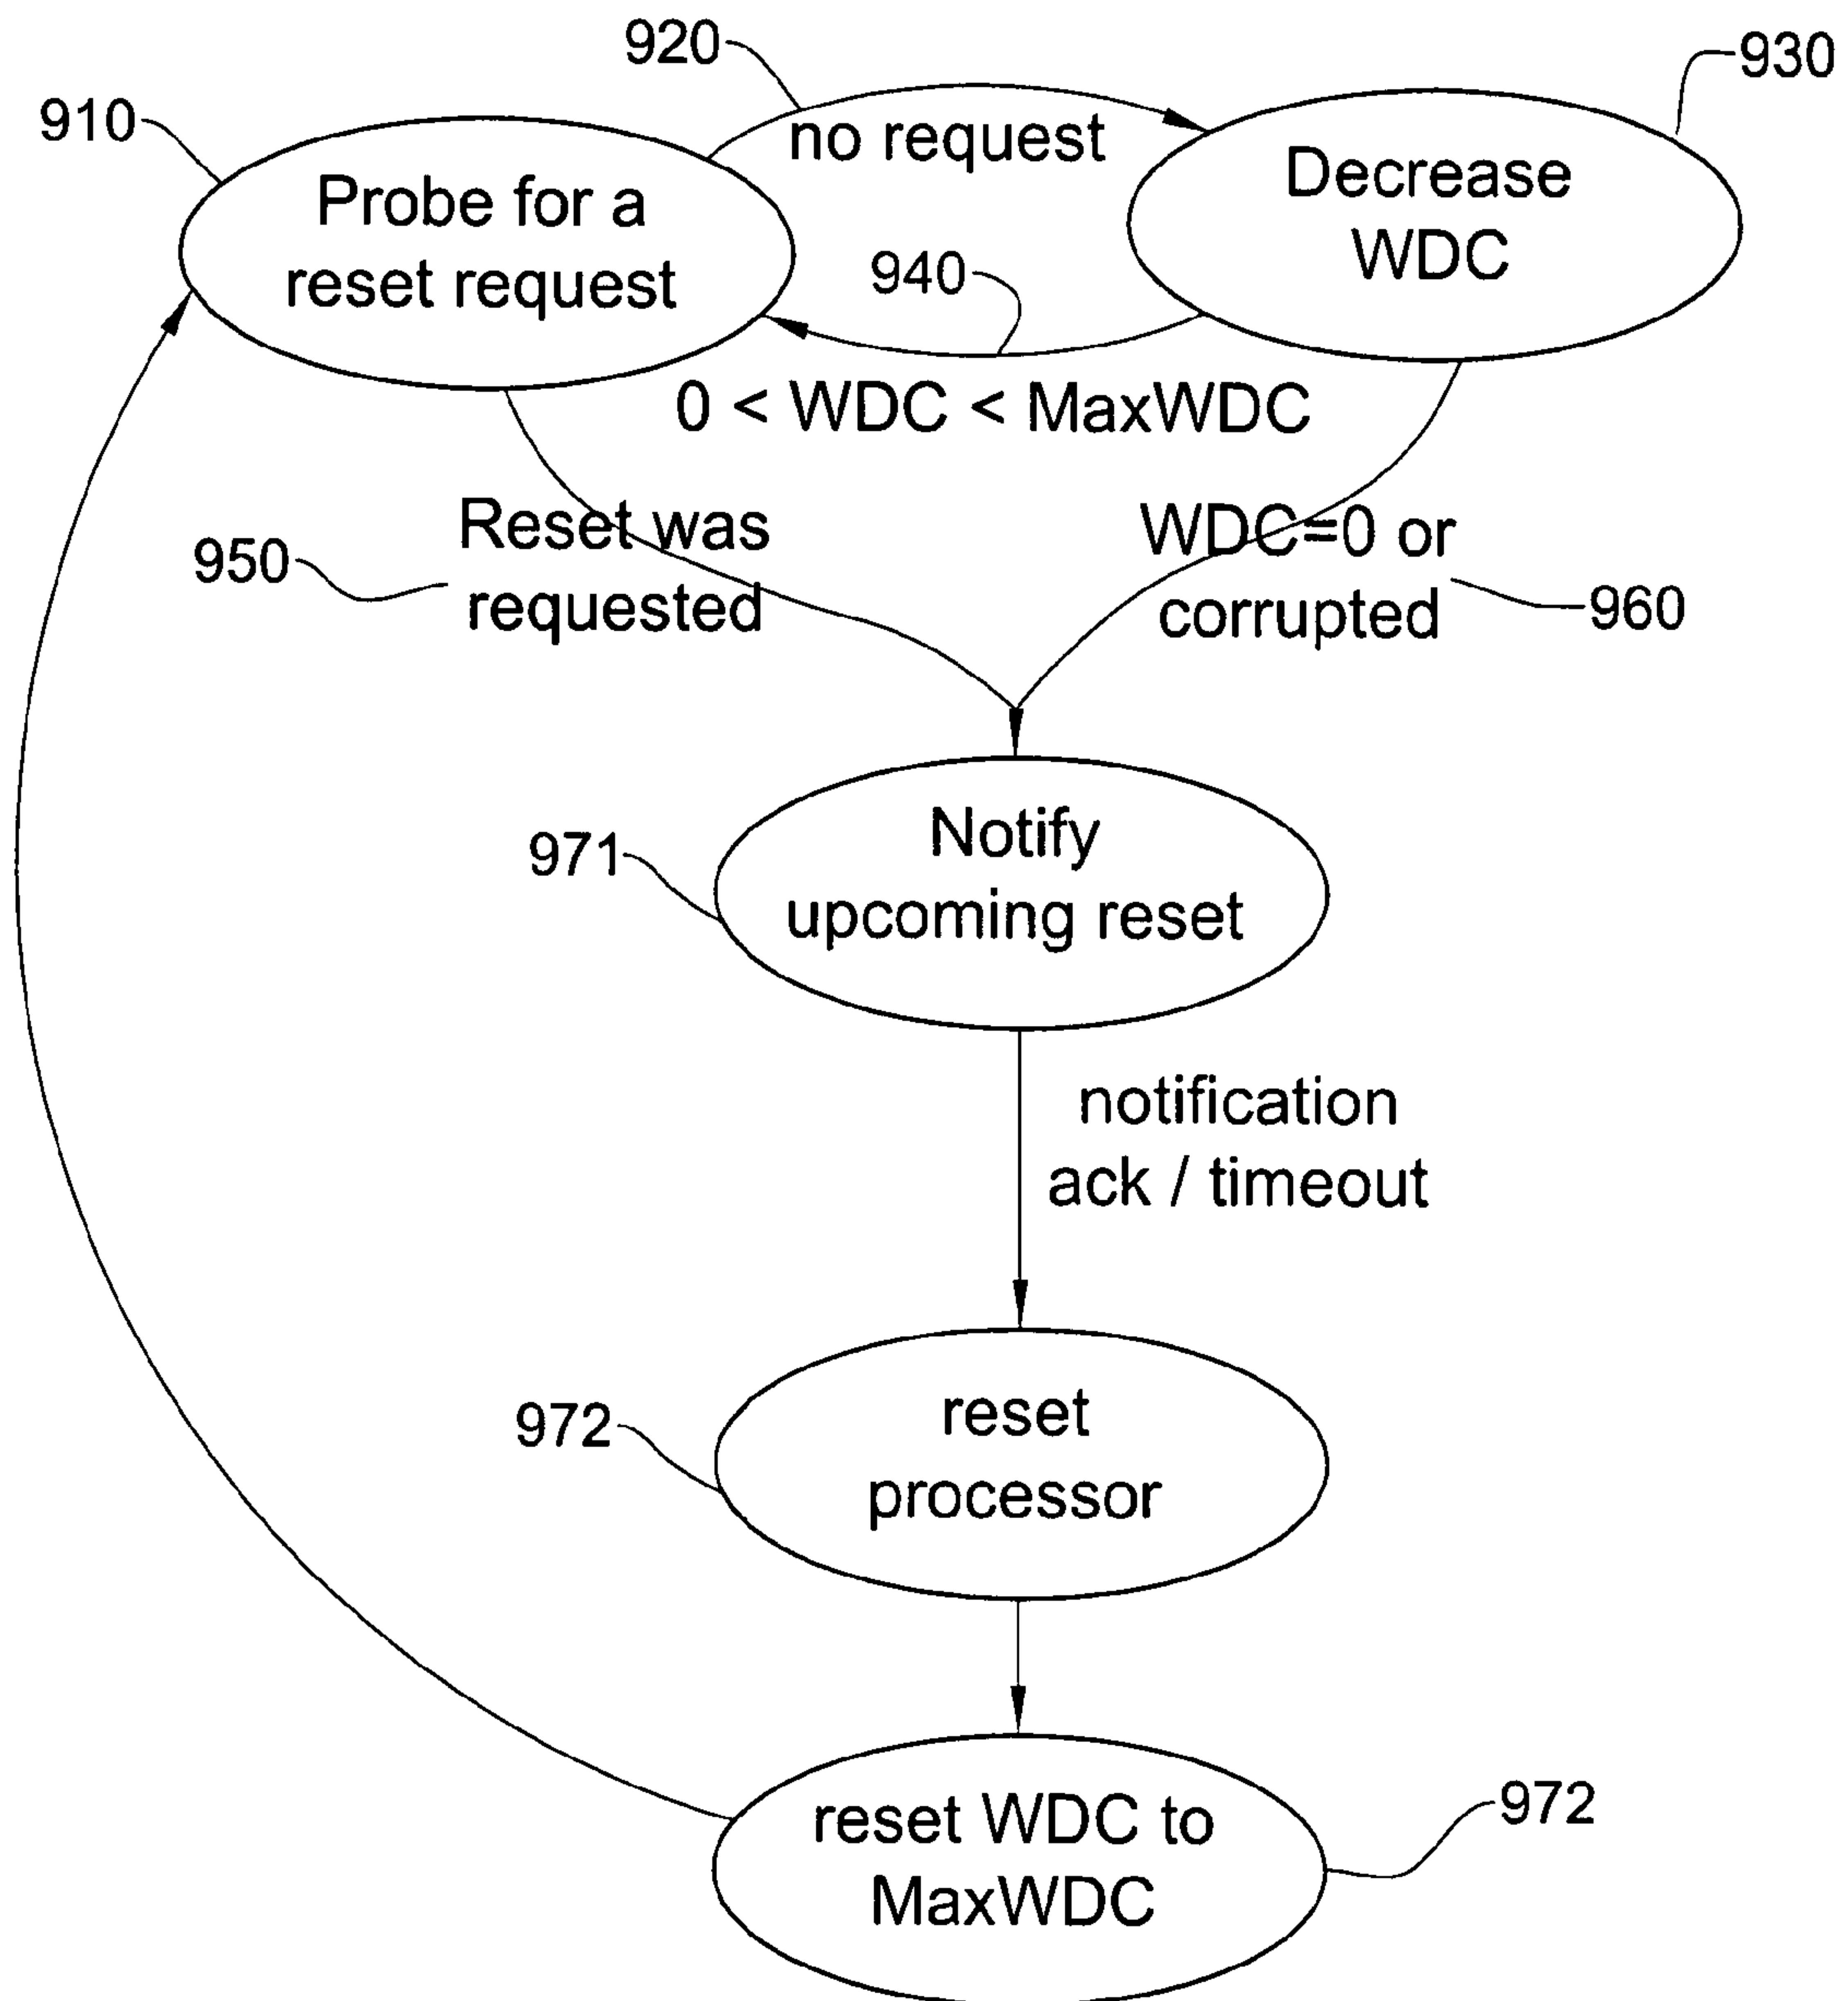 920
930
910
no request
Probe for a
reset request
Decrease
WDC
940
0 < WDC < MaxWDC
Reset was
requested
950
WDC=0 or
corrupted
960
Notify
upcoming reset
971
notification
ack / timeout
reset
processor
972
reset WDC to
MaxWDC
972